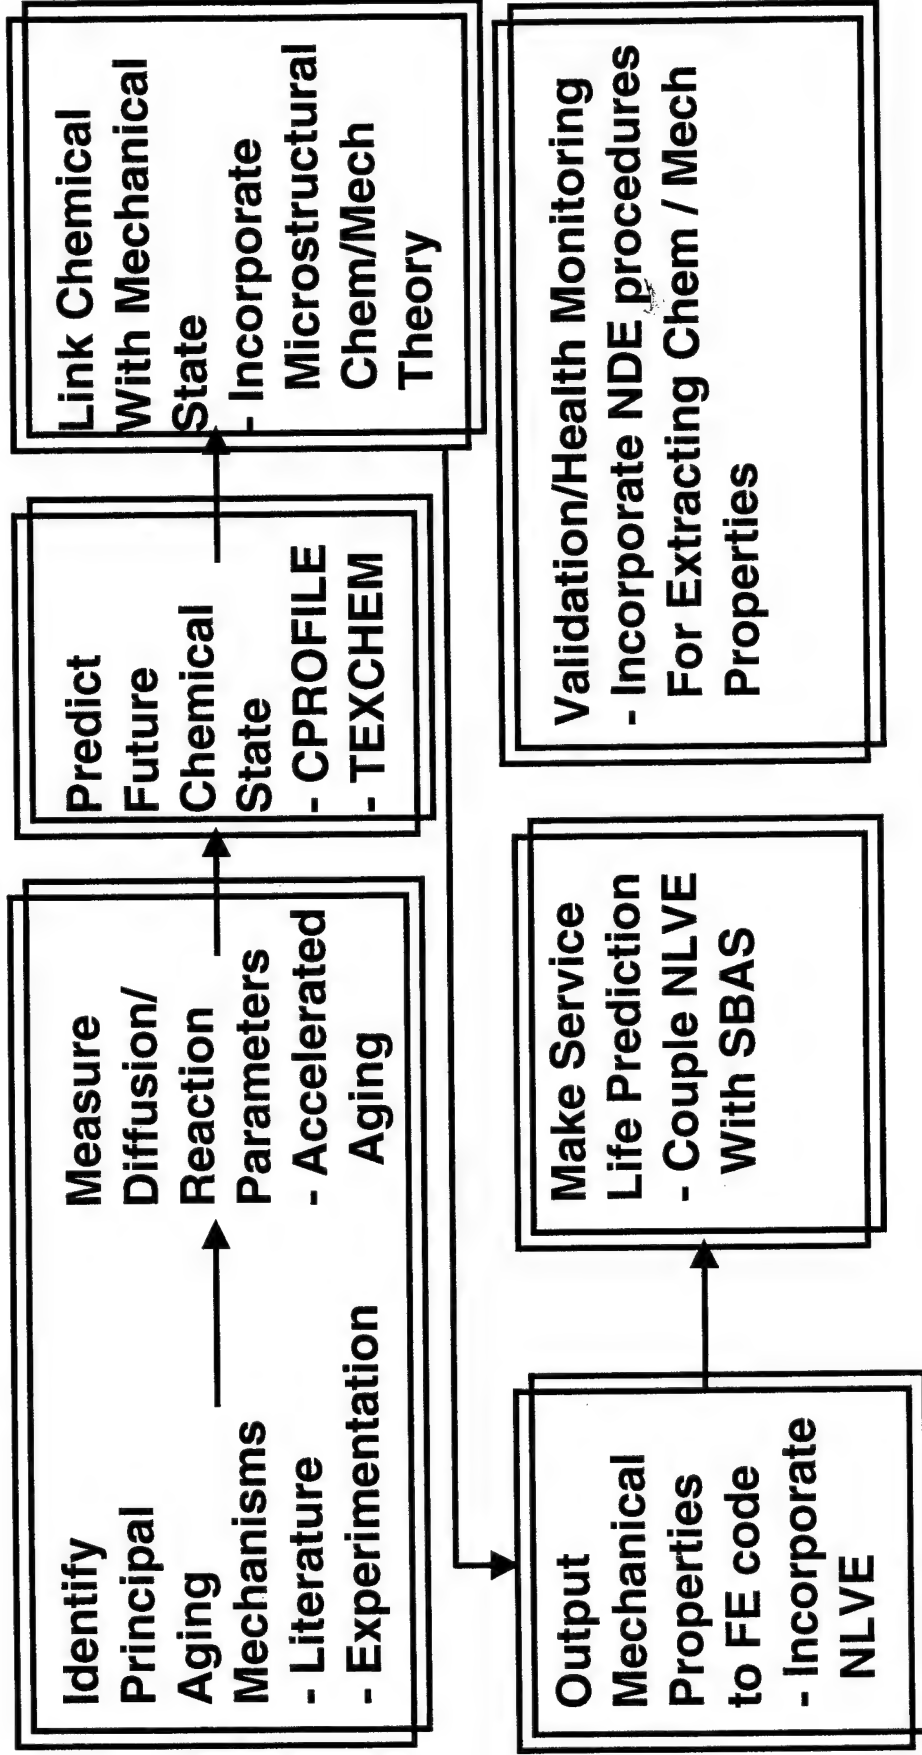 Identify
Principal
Aging
Mechanisms
- Literature
- Experimentation
Measure
Diffusion/
Reaction
Parameters
- Accelerated
Aging
Predict
Future
Chemical
State
- CPROFILE
- TEXCHEM
Link Chemical
With Mechanical
State
- Incorporate
Microstructural
Chem/Mech
Theory
Output
Mechanical
Properties
to FE code
- Incorporate
NLVE
Make Service
Life Prediction
- Couple NLVE
With SBAS
Validation/Health Monitoring
- Incorporate NDE procedures
For Extracting Chem / Mech
Properties